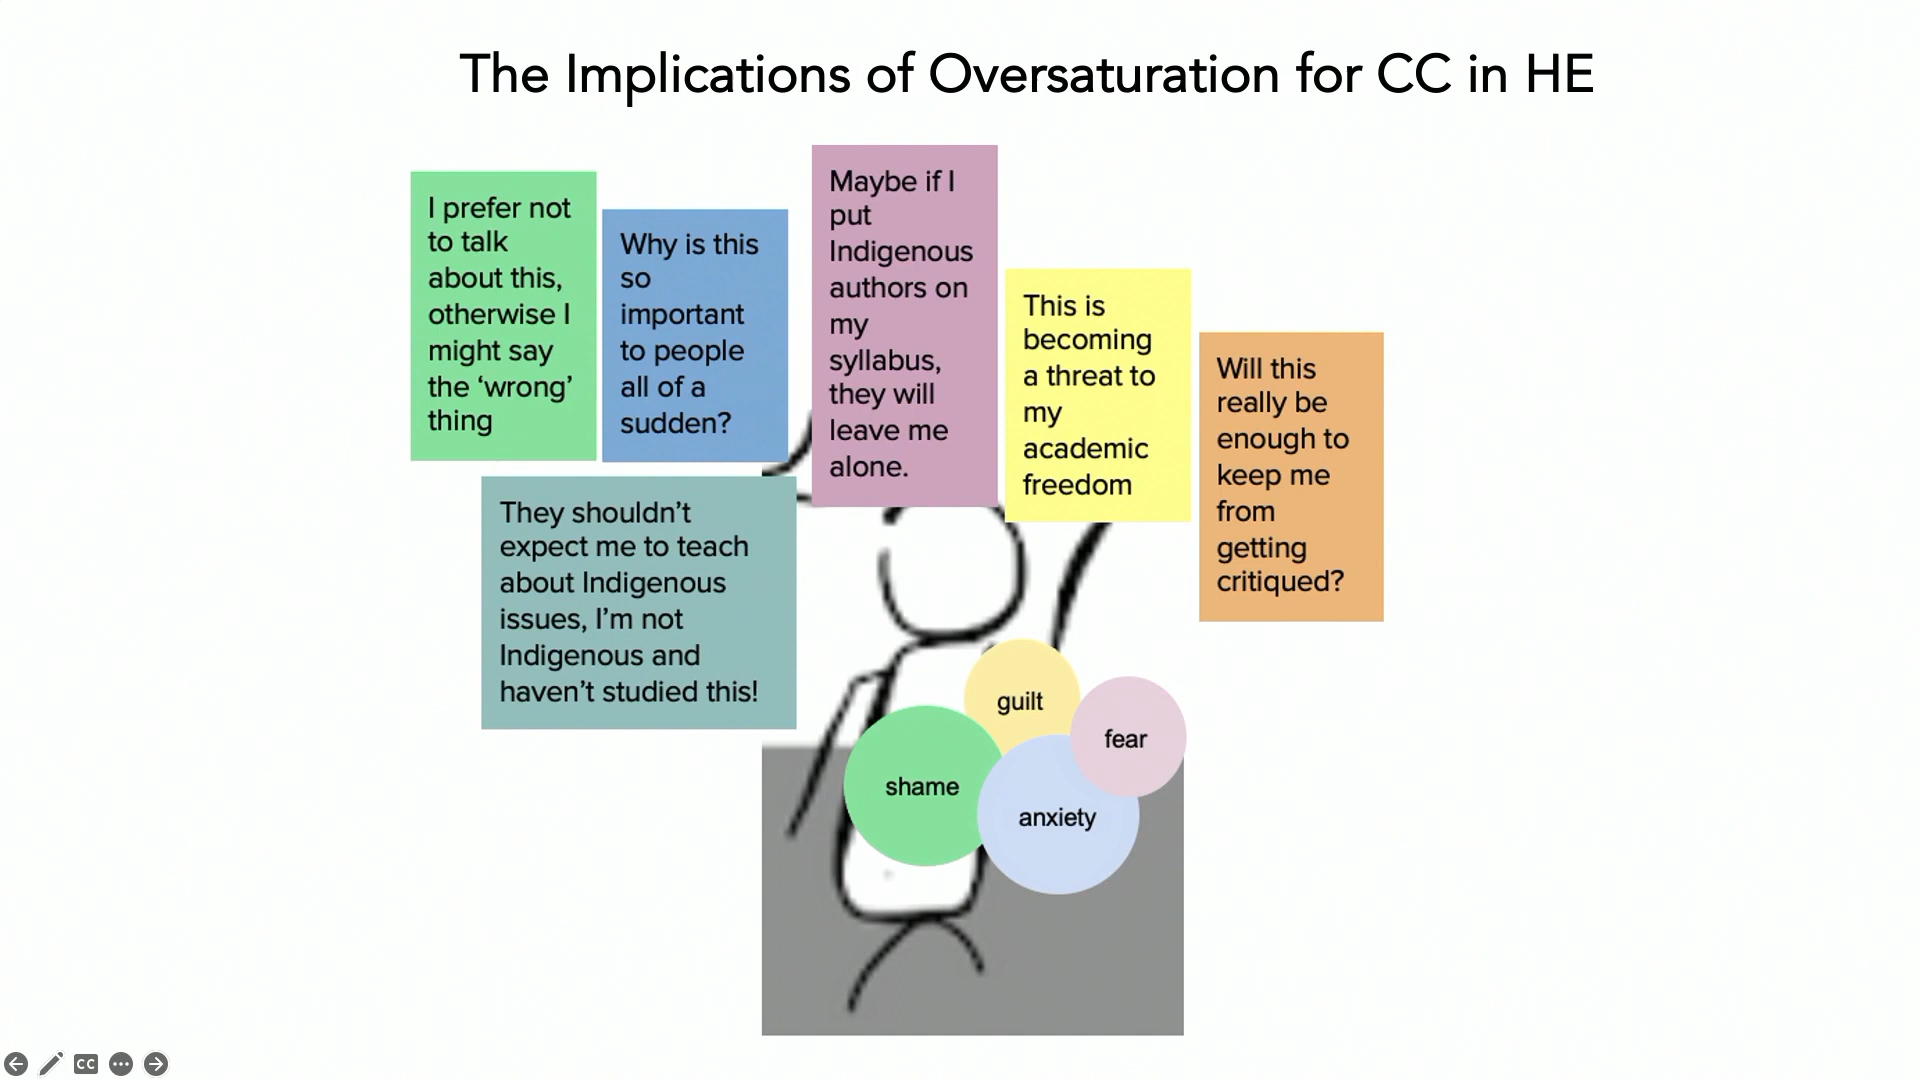 The Implications of Oversaturation for CC in HE
I prefer not
to talk
about this,
otherwise I
might say
the ‘wrong’
thing
Why is this
so
important
to people
all of a
sudden?
Maybe if I
put
Indigenous
authors on
my
syllabus,
they will
leave me
alone.
This is
becoming
a threat to
my
academic
freedom
Will this
really be
enough to
keep me
from
getting
critiqued?
They shouldn’t
expect me to teach
about Indigenous
issues, I’m not
Indigenous and
haven’t studied this!
guilt
fear
shame
anxiety
CC